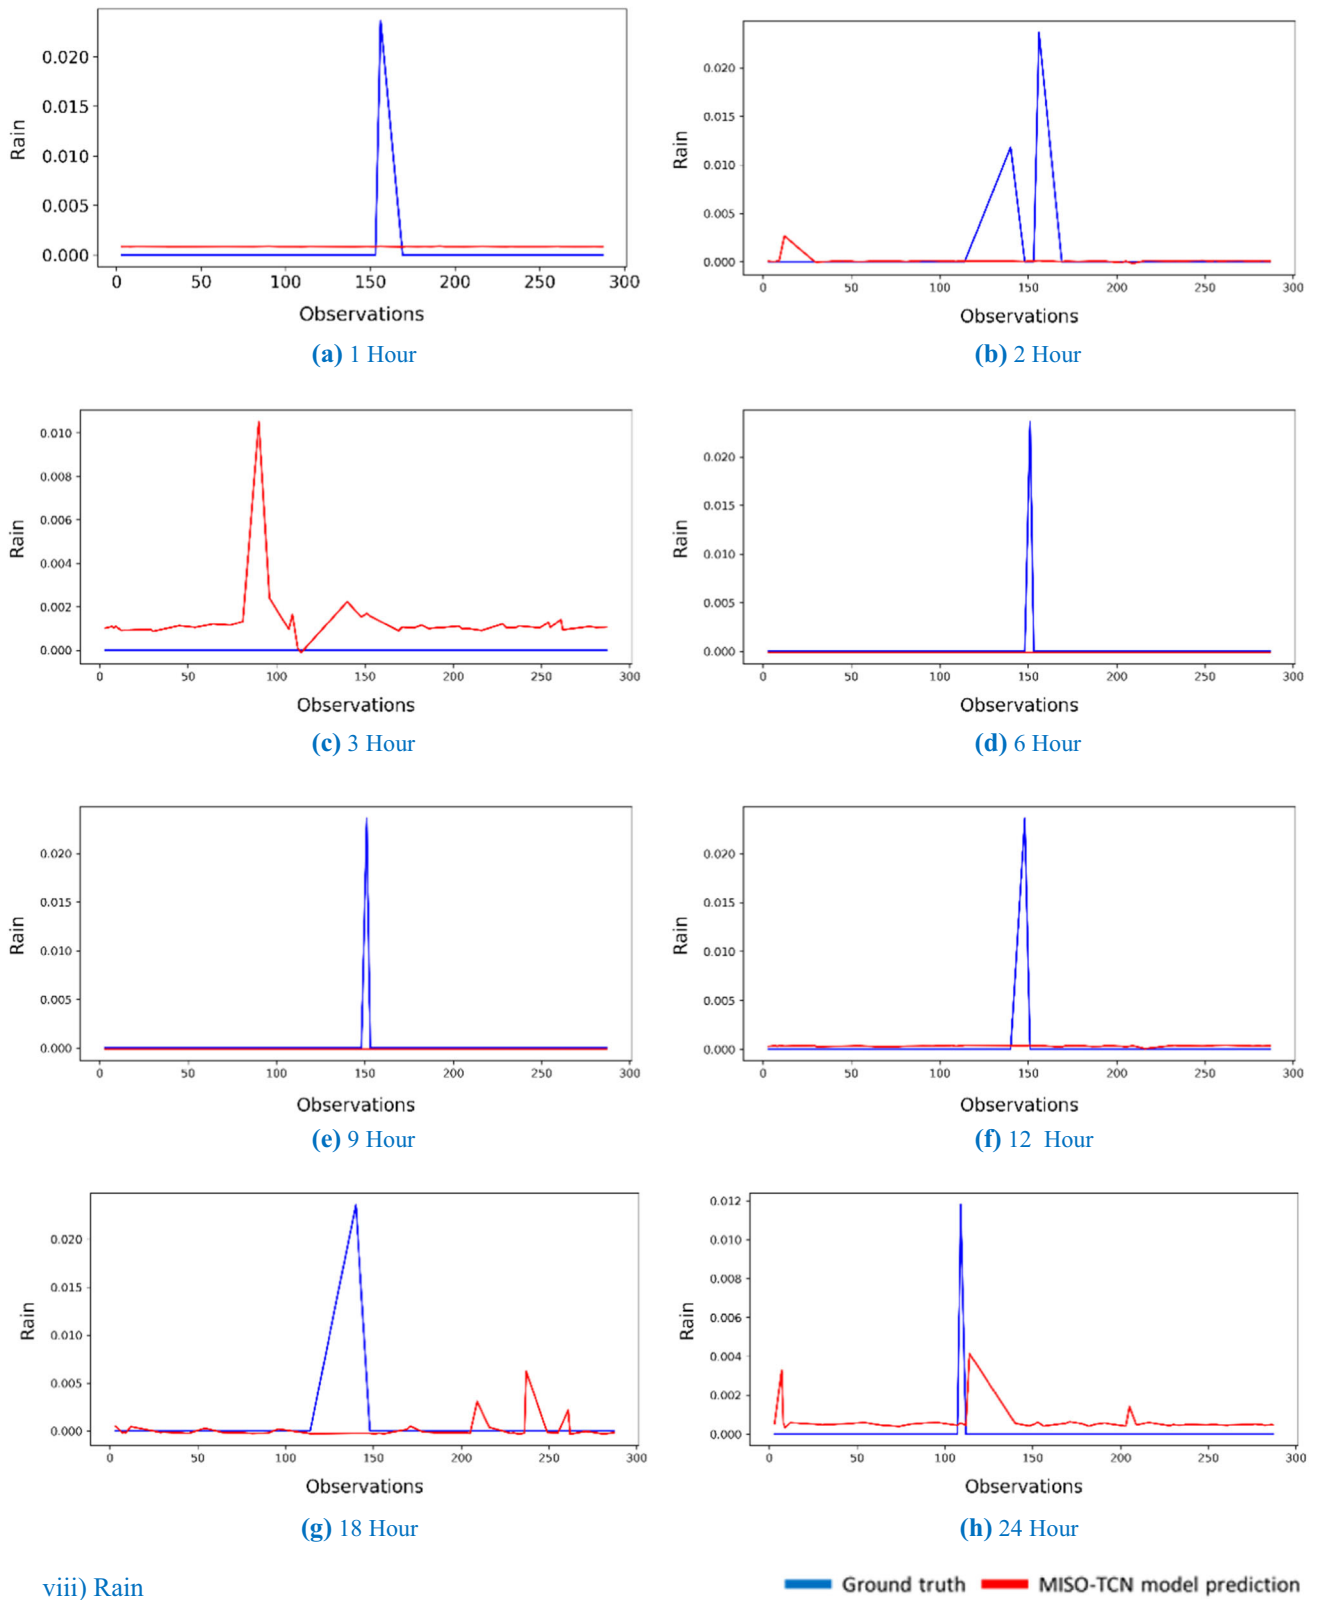 0.020
0.015
0.010
0.005
0.000
Rain
0 50 100 150 200 250 300
Observations
(a) 1 Hour
0.020
0.015
0.010
0.005
0.000
Rain
0 50 100 150 200 250 300
Observations
(b) 2 Hour
0.010
0.008
0.006
0.004
0.002
0.000
Rain
0 50 100 150 200 250 300
Observations
(c) 3 Hour
0.020
0.015
0.010
0.005
0.000
Rain
0 50 100 150 200 250 300
Observations
(d) 6 Hour
0.020
0.015
0.010
0.005
0.000
Rain
0 50 100 150 200 250 300
Observations
(e) 9 Hour
0.020
0.015
0.010
0.005
0.000
Rain
0 50 100 150 200 250 300
Observations
(f) 12 Hour
0.020
0.015
0.010
0.005
0.000
Rain
0 50 100 150 200 250 300
Observations
(g) 18 Hour
0.012
0.010
0.008
0.006
0.004
0.002
0.000
Rain
0 50 100 150 200 250 300
Observations
(h) 24 Hour
viii) Rain
Ground truth MISO-TCN model prediction